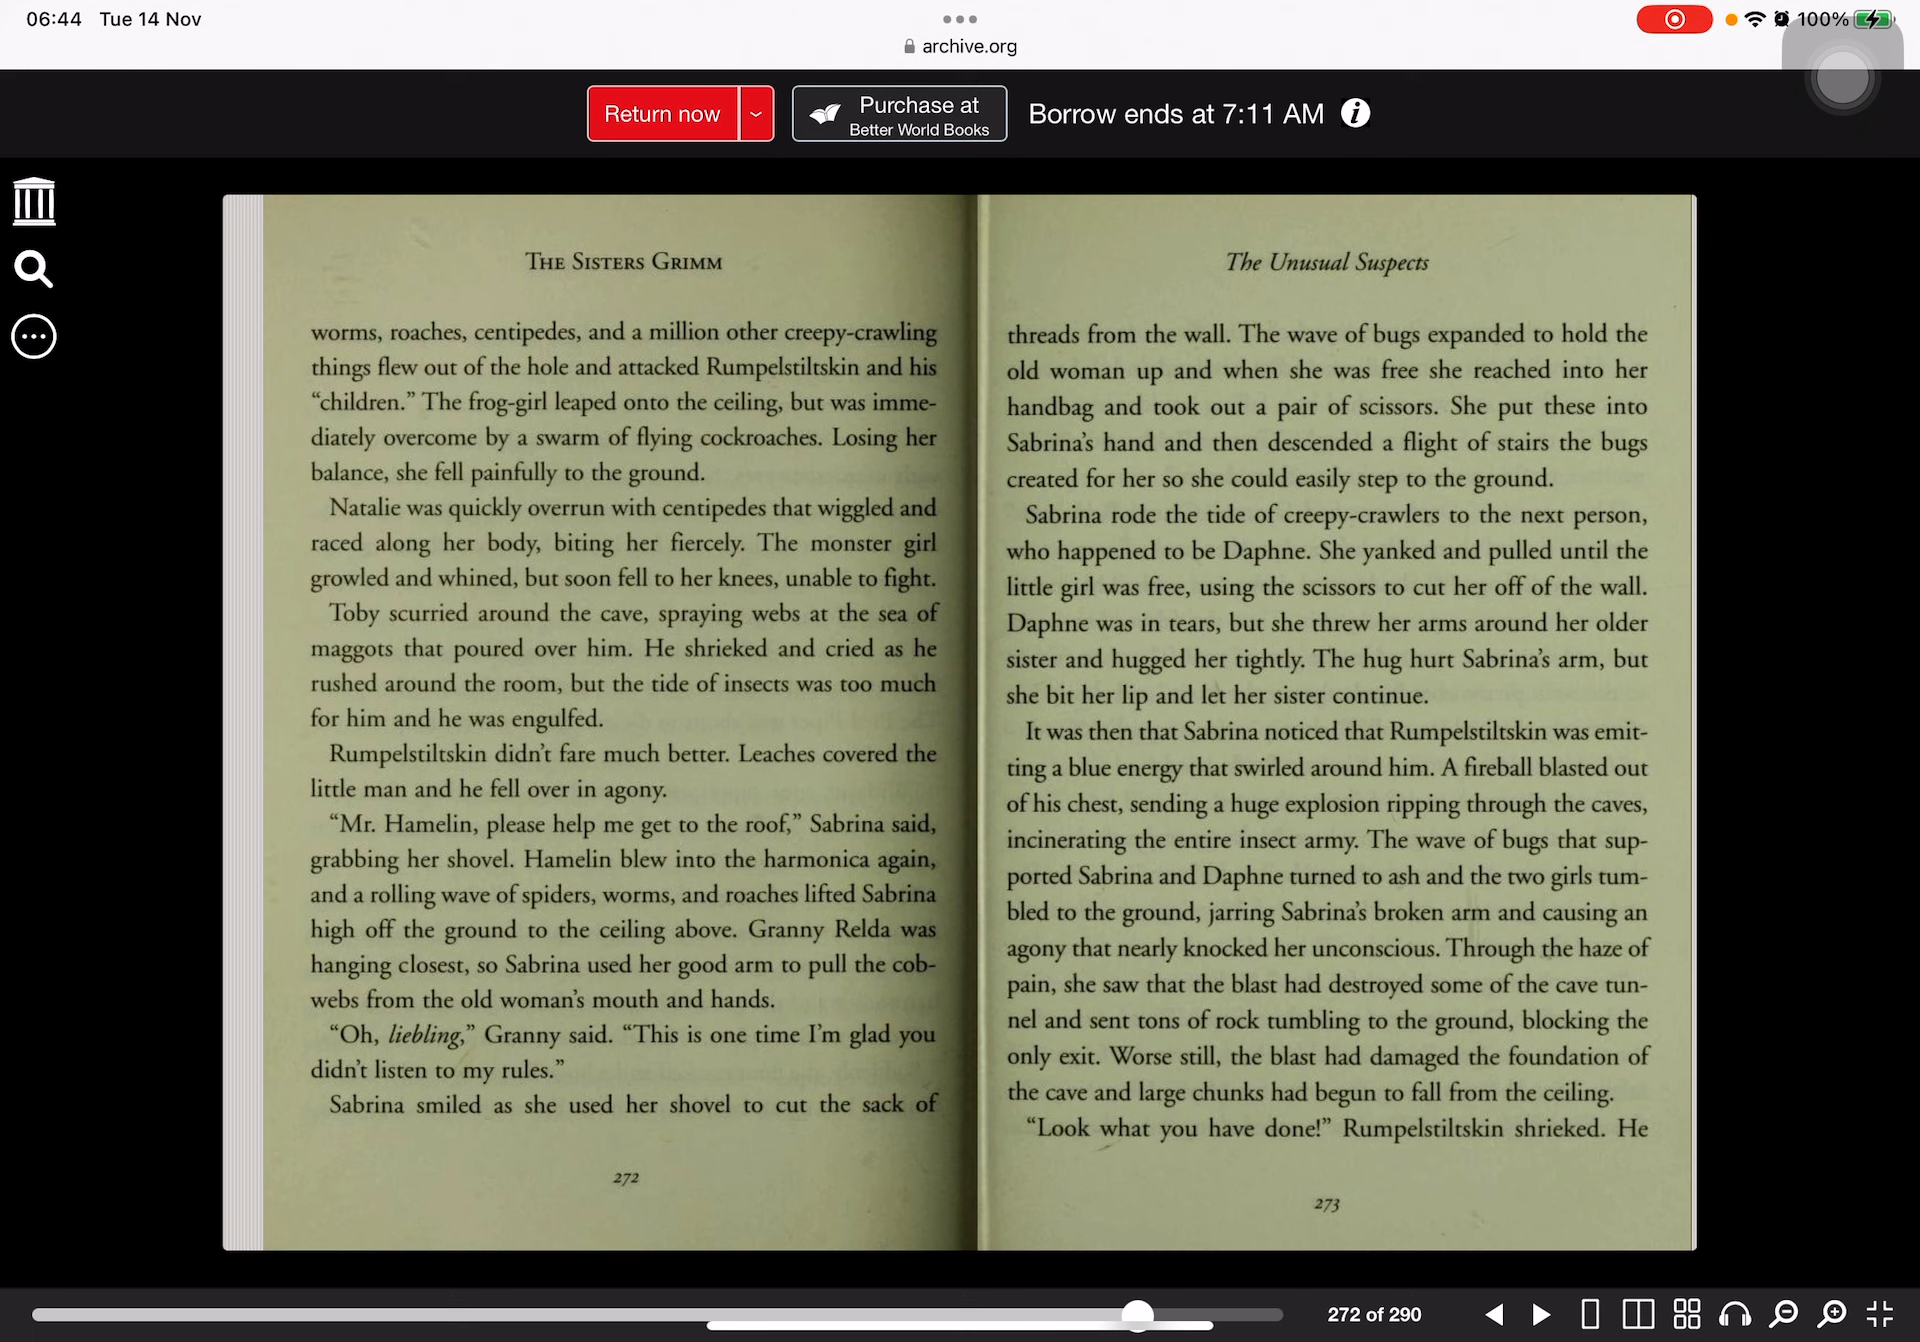 06:44 Tue 14 Nov
100%
archive.org
Return now
Purchase at
Better World Books
Borrow ends at 7:11 AM
THE SISTERS GRIMM
worms, roaches, centipedes, and a million other creepy-crawling
things flew out of the hole and attacked Rumpelstiltskin and his
“children.” The frog-girl leaped onto the ceiling, but was imme-
diately overcome by a swarm of flying cockroaches. Losing her
balance, she fell painfully to the ground.
Natalie was quickly overrun with centipedes that wiggled and
raced along her body, biting her fiercely. The monster girl
growled and whined, but soon fell to her knees, unable to fight.
Toby scurried around the cave, spraying webs at the sea of
maggots that poured over him. He shrieked and cried as he
rushed around the room, but the tide of insects was too much
for him and he was engulfed.
Rumpelstiltskin didn’t fare much better. Leaches covered the
little man and he fell over in agony.
“Mr. Hamelin, please help me get to the roof,” Sabrina said,
grabbing her shovel. Hamelin blew into the harmonica again,
and a rolling wave of spiders, worms, and roaches lifted Sabrina
high off the ground to the ceiling above. Granny Relda was
hanging closest, so Sabrina used her good arm to pull the cob-
webs from the old woman’s mouth and hands.
“Oh, liebling,” Granny said. “This is one time I’m glad you
didn’t listen to my rules.”
Sabrina smiled as she used her shovel to cut the sack of
272
The Unusual Suspects
threads from the wall. The wave of bugs expanded to hold the
old woman up and when she was free she reached into her
handbag and took out a pair of scissors. She put these into
Sabrina’s hand and then descended a flight of stairs the bugs
created for her so she could easily step to the ground.
Sabrina rode the tide of creepy-crawlers to the next person,
who happened to be Daphne. She yanked and pulled until the
little girl was free, using the scissors to cut her off of the wall.
Daphne was in tears, but she threw her arms around her older
sister and hugged her tightly. The hug hurt Sabrina’s arm, but
she bit her lip and let her sister continue.
It was then that Sabrina noticed that Rumpelstiltskin was emit-
ting a blue energy that swirled around him. A fireball blasted out
of his chest, sending a huge explosion ripping through the caves,
incinerating the entire insect army. The wave of bugs that sup-
ported Sabrina and Daphne turned to ash and the two girls tum-
bled to the ground, jarring Sabrina’s broken arm and causing an
agony that nearly knocked her unconscious. Through the haze of
pain, she saw that the blast had destroyed some of the cave tun-
nel and sent tons of rock tumbling to the ground, blocking the
only exit. Worse still, the blast had damaged the foundation of
the cave and large chunks had begun to fall from the ceiling.
“Look what you have done!” Rumpelstiltskin shrieked. He
273
272 of 290